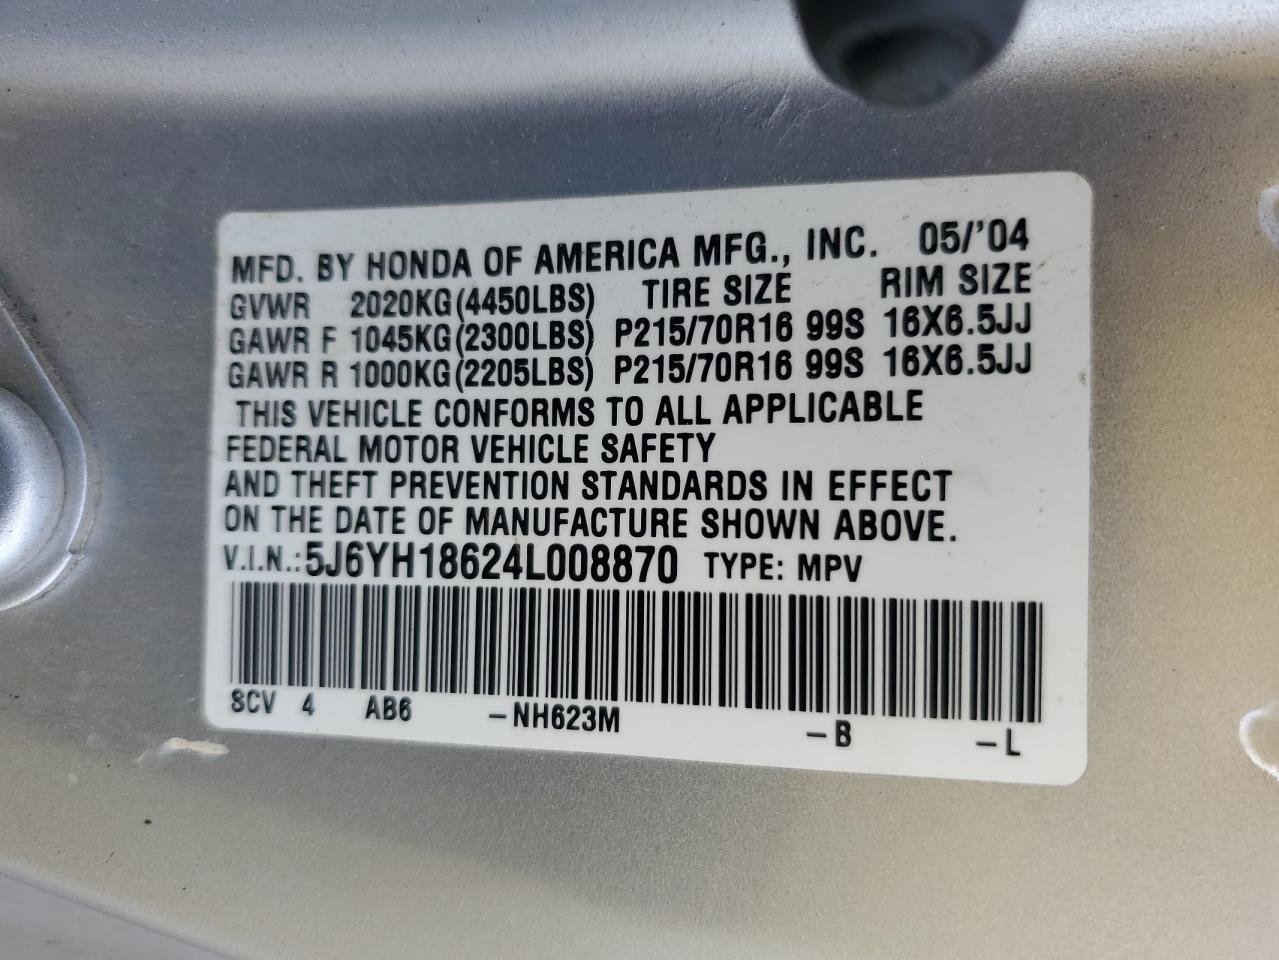 MFD. BY HONDA OF AMERICA MFG., INC. 05/'04
GVWR 2020KG(4450LBS) TIRE SIZE RIM SIZE
GAWR F 1045KG(2300LBS) P215/70R16 99S 16X6.5JJ
GAWR R 1000KG(2205LBS) P215/70R16 99S 16X6.5JJ
THIS VEHICLE CONFORMS TO ALL APPLICABLE
FEDERAL MOTOR VEHICLE SAFETY
AND THEFT PREVENTION STANDARDS IN EFFECT
ON THE DATE OF MANUFACTURE SHOWN ABOVE.
V.I.N.:5J6YH18624L008870 TYPE: MPV
SCV 4 AB6 -NH623M -B -L